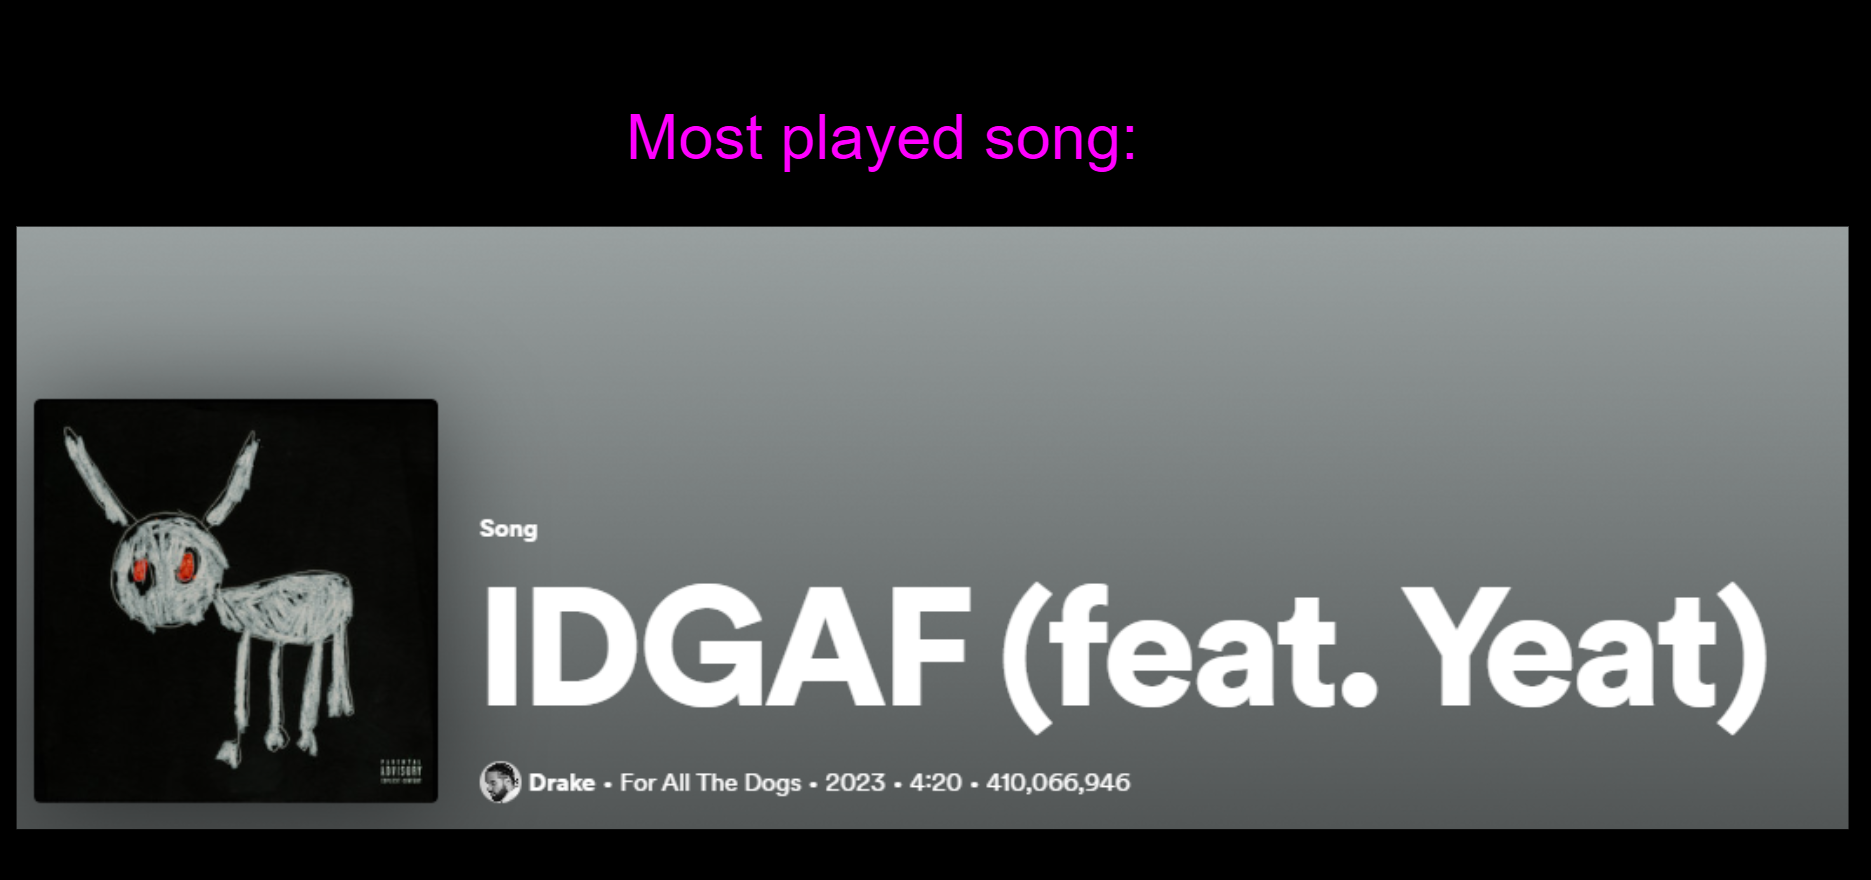 Most played song:
Song
IDGAF (feat. Yeat)
Drake • For All The Dogs • 2023 • 4:20 • 410,066,946
PARENTAL
ADVISORY
EXPLICIT CONTENT